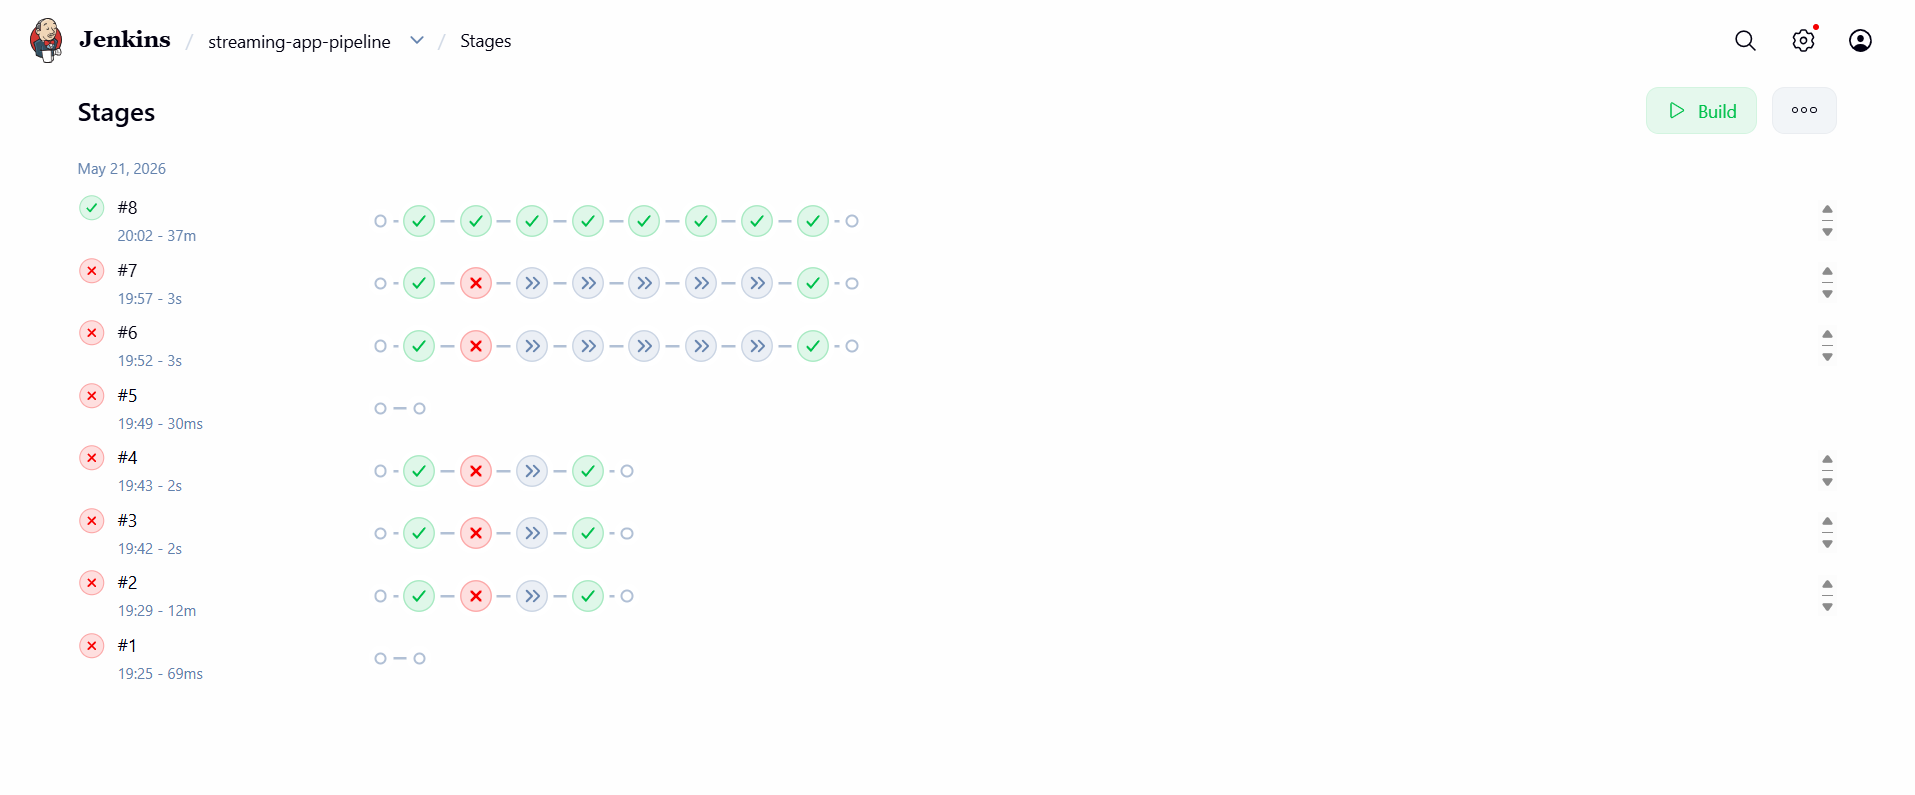 Jenkins / streaming-app-pipeline / Stages
Stages
Build
May 21, 2026
#8
20:02 - 37m
#7
19:57 - 3s
#6
19:52 - 3s
#5
19:49 - 30ms
#4
19:43 - 2s
#3
19:42 - 2s
#2
19:29 - 12m
#1
19:25 - 69ms